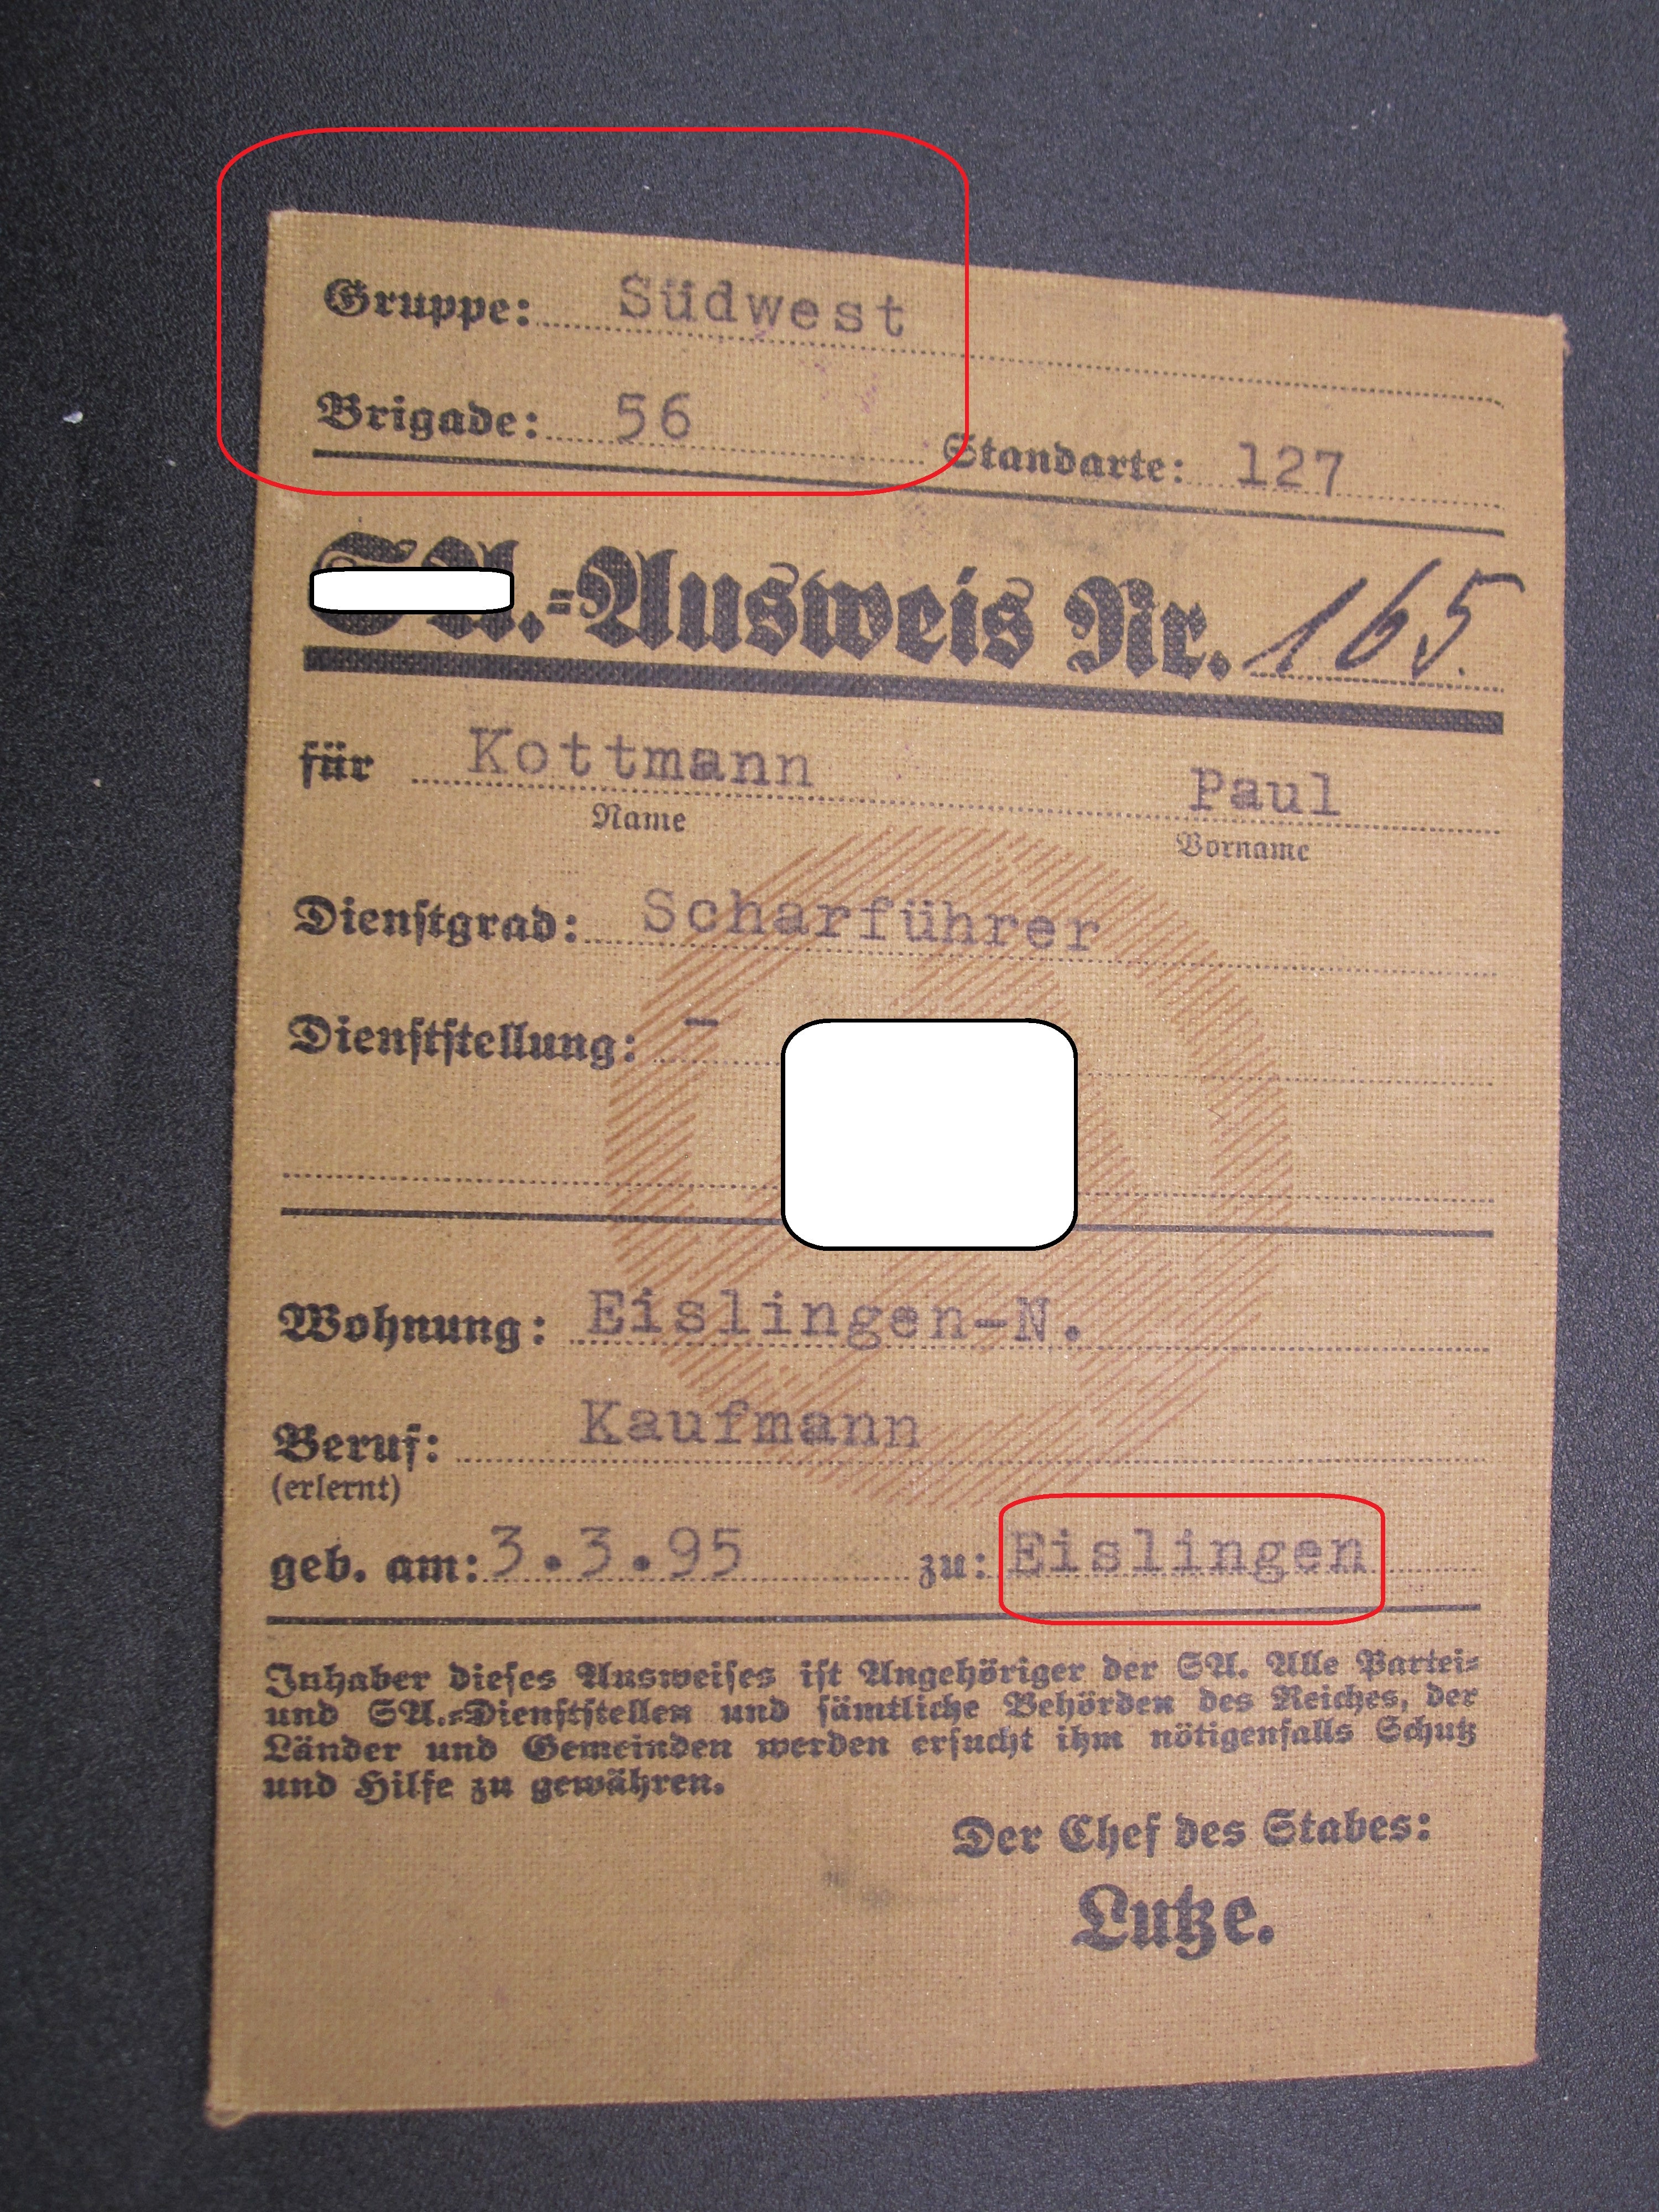 Gruppe: Südwest
Brigade: 56 Standarte: 127
SA.-Ausweis Nr. 165
für Kottmann Paul
Name Vorname
Dienstgrad: Scharführer
Dienststellung: -
Wohnung: Eislingen-N.
Beruf: Kaufmann
(erlernt)
geb. am: 3.3.95 zu: Eislingen
Inhaber dieses Ausweises ist Angehöriger der SA. Alle Partei-
und SA.-Dienststellen und sämtliche Behörden des Reiches, der
Länder und Gemeinden werden ersucht ihm nötigenfalls Schutz
und Hilfe zu gewähren.
Der Chef des Stabes:
Lutze.